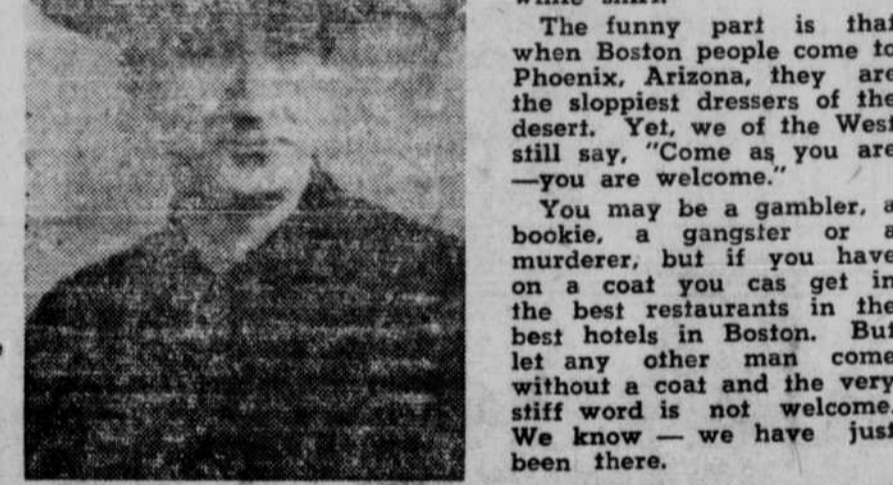 The funny part is that
when Boston people come to
Phoenix, Arizona, they are
the sloppiest dressers of the
desert. Yet, we of the West
still say, "Come as you are
—you are welcome."
You may be a gambler, a
bookie, a gangster or a
murderer, but if you have
on a coat you cas get in
the best restaurants in the
best hotels in Boston. But
let any other man come
without a coat and the very
stiff word is not welcome.
We know — we have just
been there.